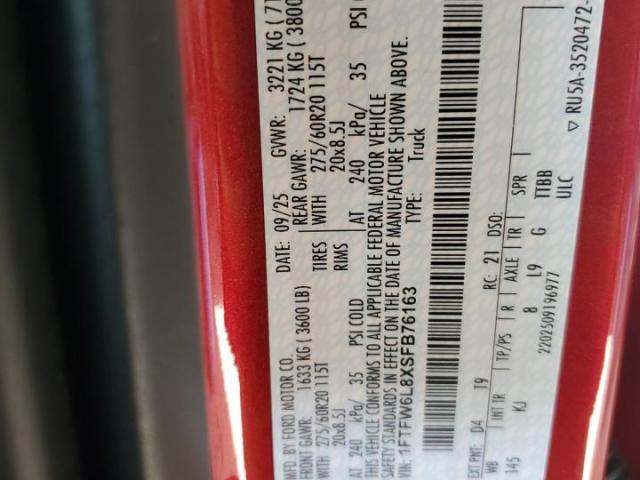 MFD. BY FORD MOTOR CO. DATE: 09/25 GVWR: 3221 KG
FRONT GAWR: 1633 KG ( 3600 LB) REAR GAWR: 1724 KG ( 3800
275/60R20 115T TIRES WITH 275/60R20 115T
20x8.5J RIMS 20x8.5J
AT 240 kPa/ 35 PSI COLD AT 240 kPa/ 35 PSI
THIS VEHICLE CONFORMS TO ALL APPLICABLE FEDERAL MOTOR VEHICLE
SAFETY STANDARDS IN EFFECT ON THE DATE OF MANUFACTURE SHOWN ABOVE.
VIN: 1FTFW6L8XSFB76163 TYPE: Truck
EXT PNT: D4 T9 RC: 21 DSO:
WB INT TR TP/PS R AXLE TR SPR
145 KJ 8 L9 G TTBB
2202509196977 ULC
▽ RU5A-3520472-